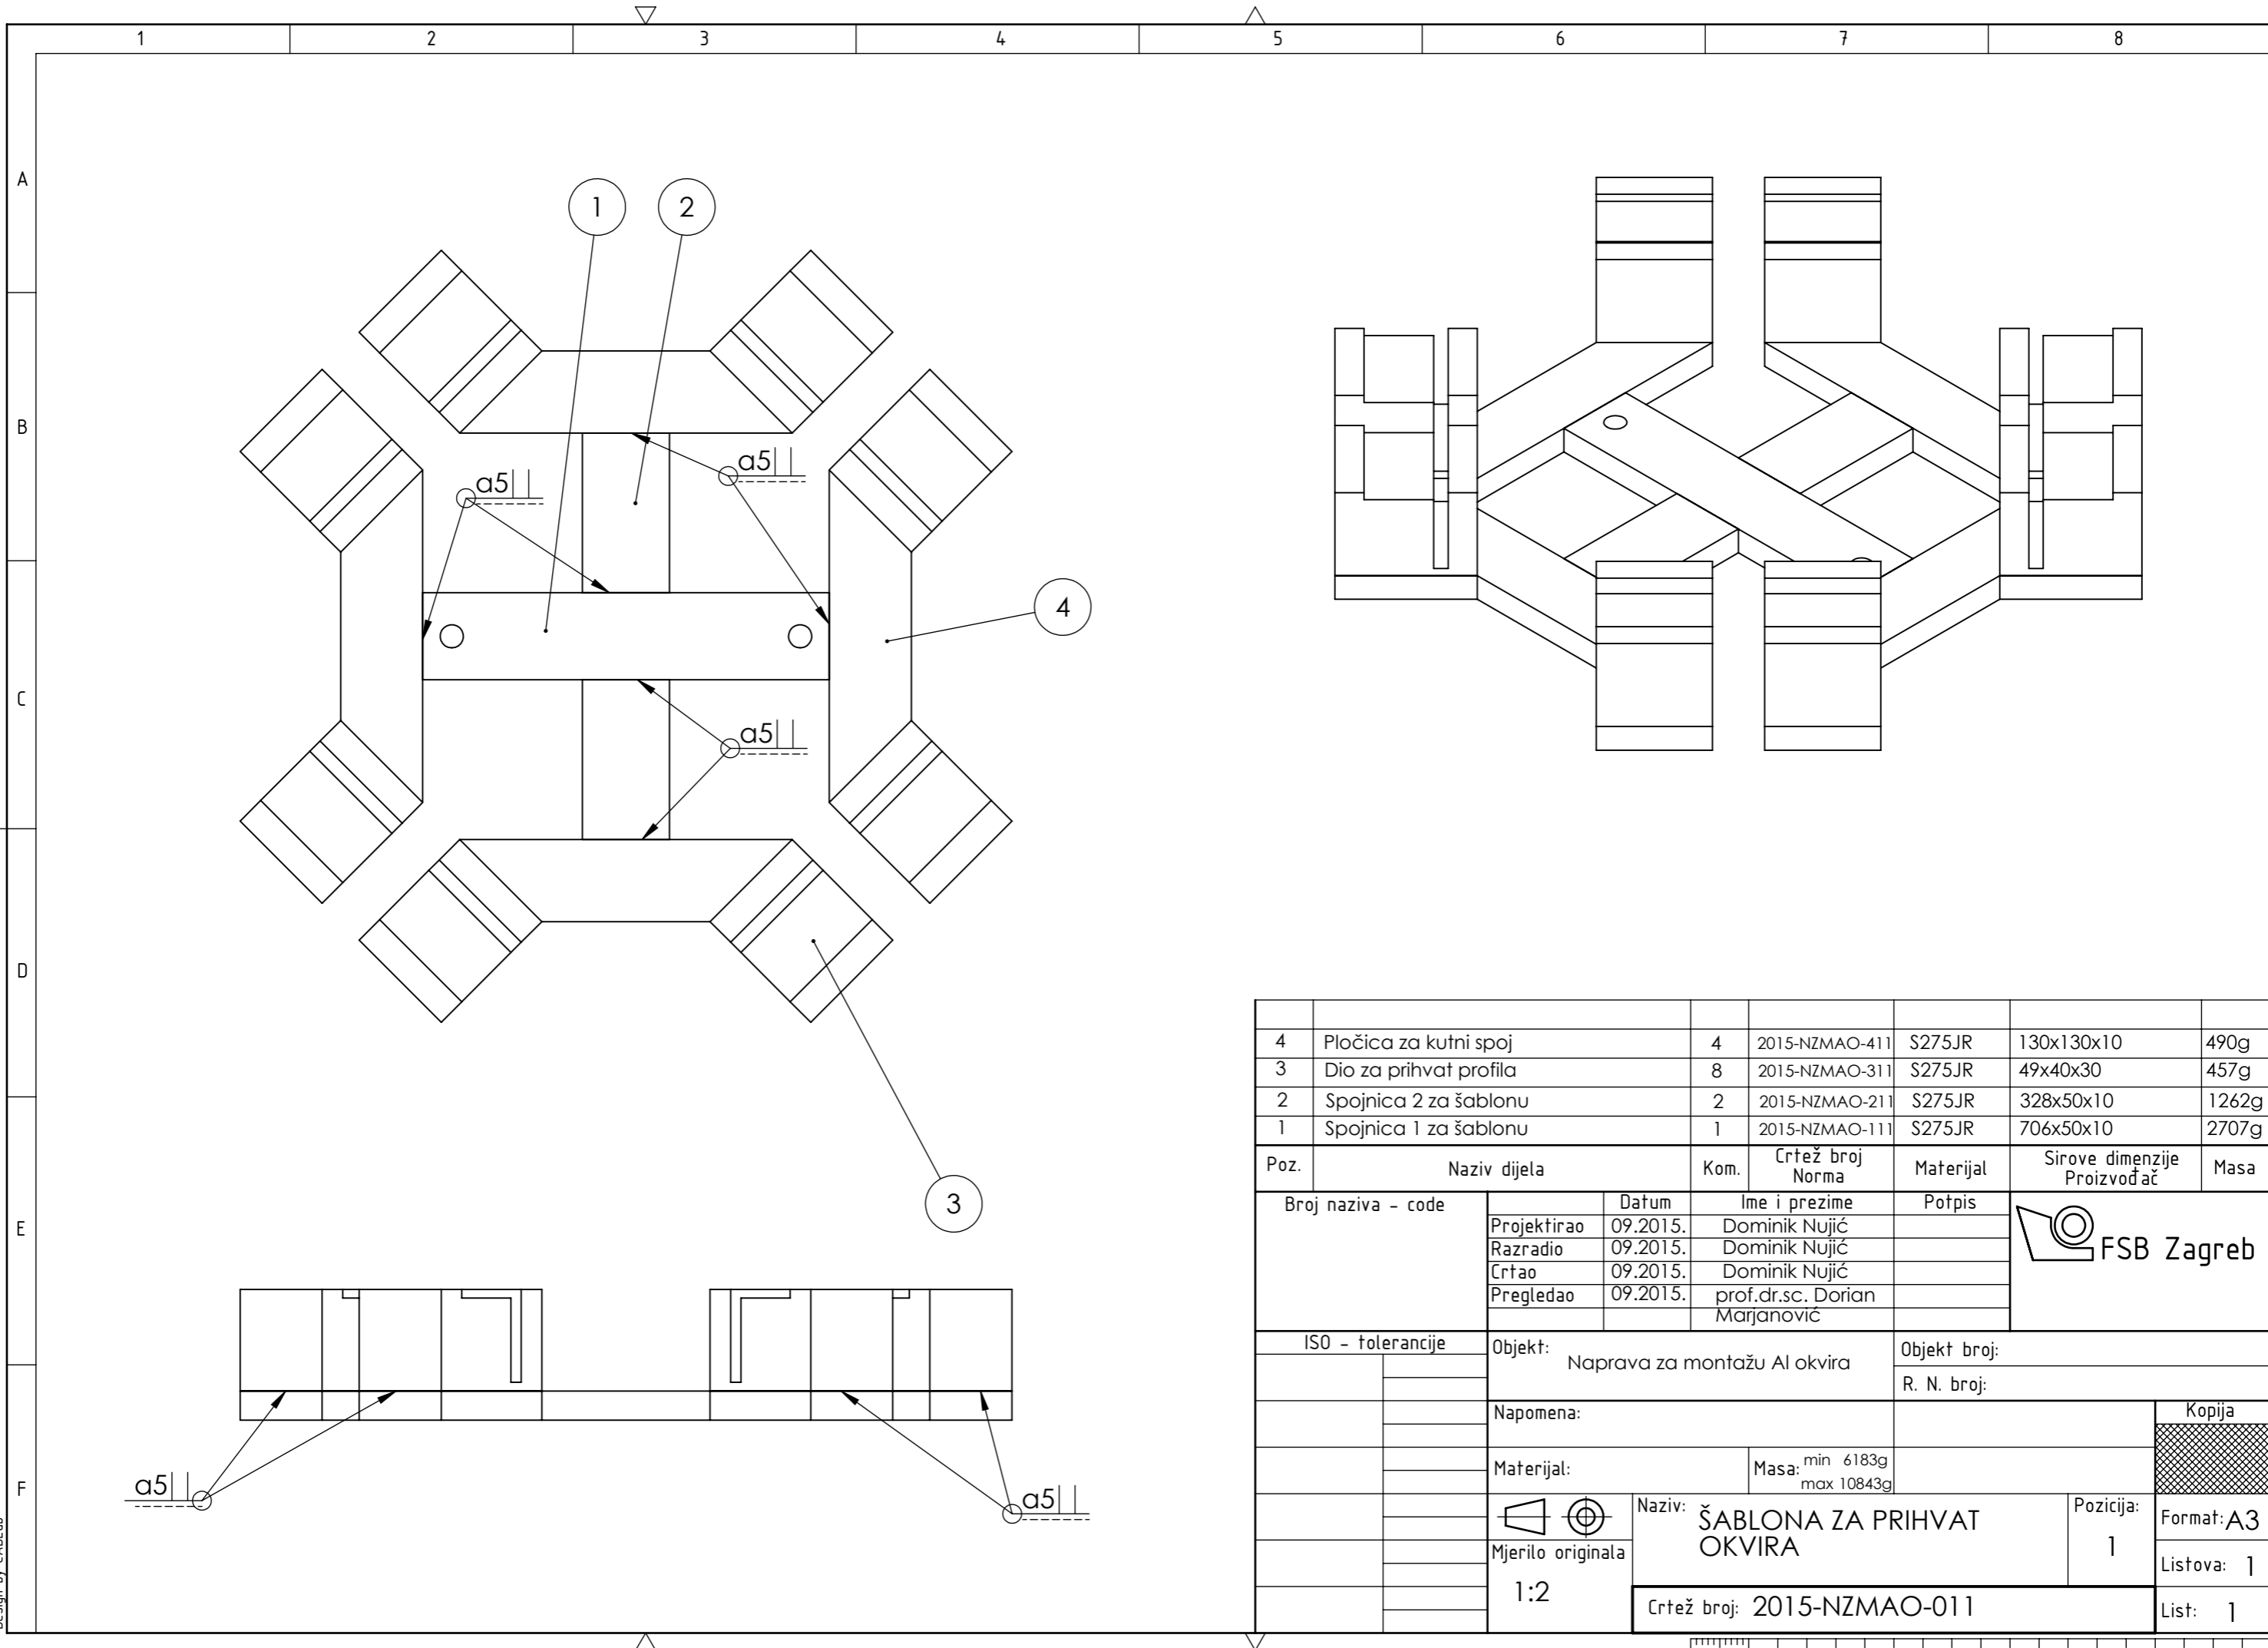 1 2 3 4 5 6 7 8
A
B
C
D
E
F
1 2
a5||
a5||
4
a5||
3
a5||
a5||
4 Pločica za kutni spoj 4 2015-NZMAO-411 S275JR 130x130x10 490g
3 Dio za prihvat profila 8 2015-NZMAO-311 S275JR 49x40x30 457g
2 Spojnica 2 za šablonu 2 2015-NZMAO-211 S275JR 328x50x10 1262g
1 Spojnica 1 za šablonu 1 2015-NZMAO-111 S275JR 706x50x10 2707g
Poz. Naziv dijela Kom. Crtež broj Norma Materijal Sirove dimenzije Proizvođač Masa
Broj naziva - code
Datum Ime i prezime Potpis
Projektirao 09.2015. Dominik Nujić
Razradio 09.2015. Dominik Nujić
Crtao 09.2015. Dominik Nujić
Pregledao 09.2015. prof.dr.sc. Dorian
Marjanović
FSB Zagreb
ISO - tolerancije
Objekt: Naprava za montažu Al okvira
Objekt broj:
R. N. broj:
Napomena:
Kopija
Materijal:
Masa: min 6183g
max 10843g
Naziv: ŠABLONA ZA PRIHVAT
OKVIRA
Pozicija:
1
Format: A3
Mjerilo originala
1:2
Listova: 1
Crtež broj: 2015-NZMAO-011
List: 1